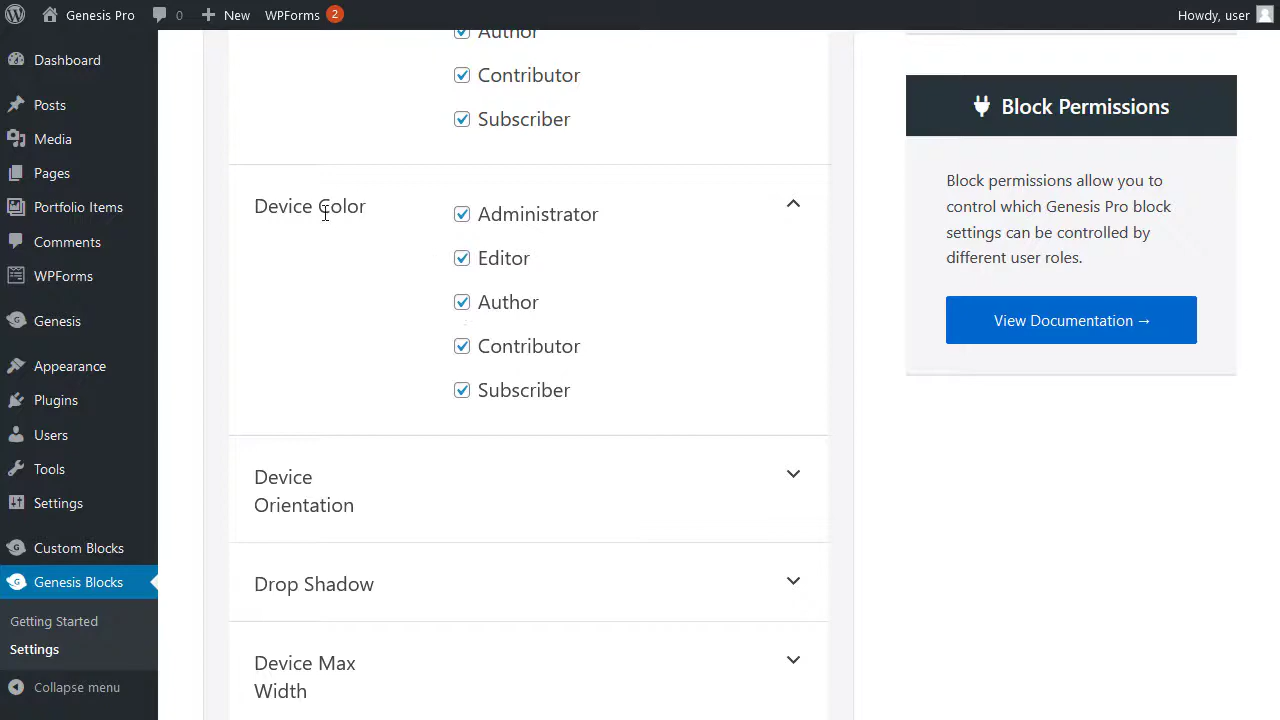 Genesis Pro
0
New
WPForms
2
Howdy, user
Dashboard
Posts
Media
Pages
Portfolio Items
Comments
WPForms
Genesis
Appearance
Plugins
Users
Tools
Settings
Custom Blocks
Genesis Blocks
Getting Started
Settings
Collapse menu
Author
Contributor
Subscriber
Device Color
Administrator
Editor
Author
Contributor
Subscriber
Device
Orientation
Drop Shadow
Device Max
Width
Block Permissions
Block permissions allow you to
control which Genesis Pro block
settings can be controlled by
different user roles.
View Documentation →